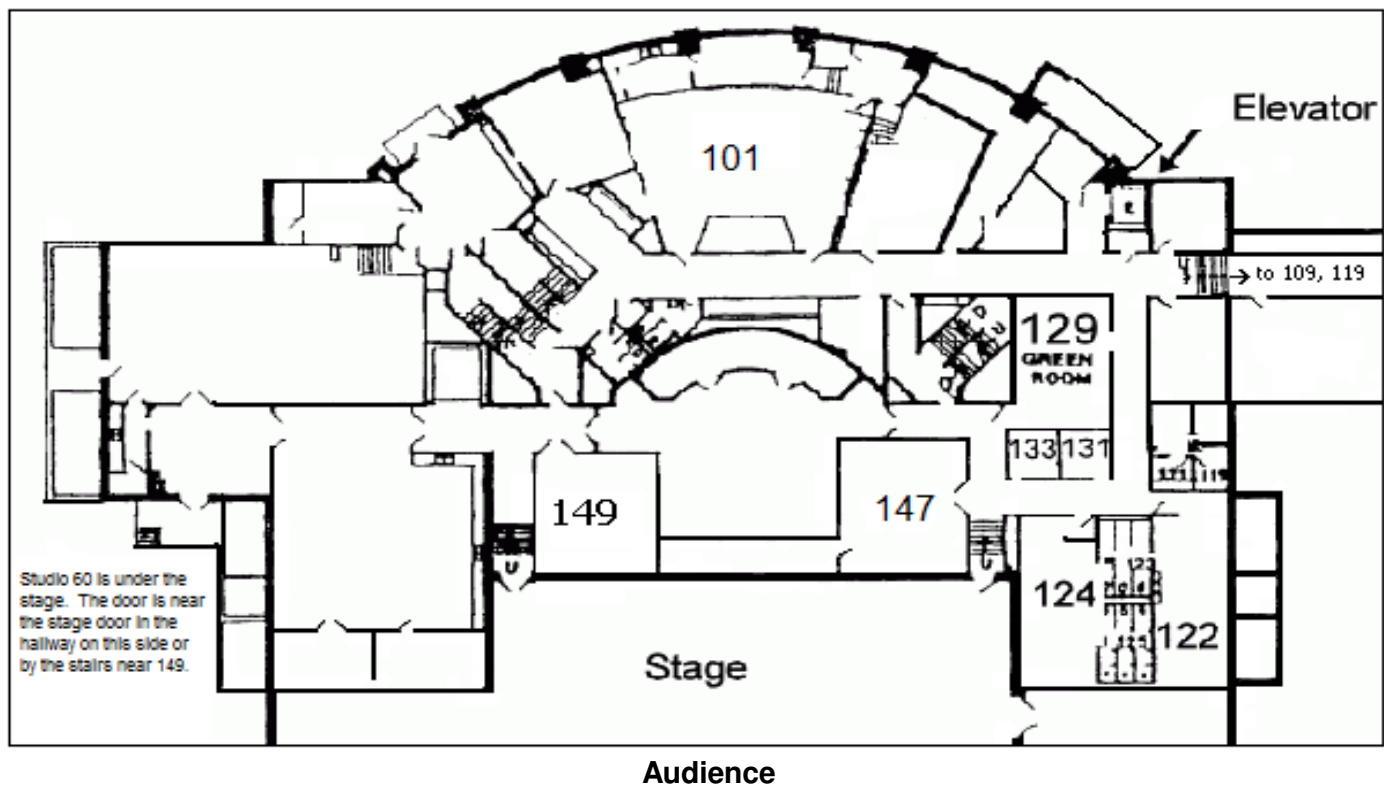 Elevator
101
E
to 109, 119
129
GREEN
ROOM
133 131
149
147
U
U
124
122
Studio 60 is under the
stage. The door is near
the stage door in the
hallway on this side or
by the stairs near 149.
Stage
Audience